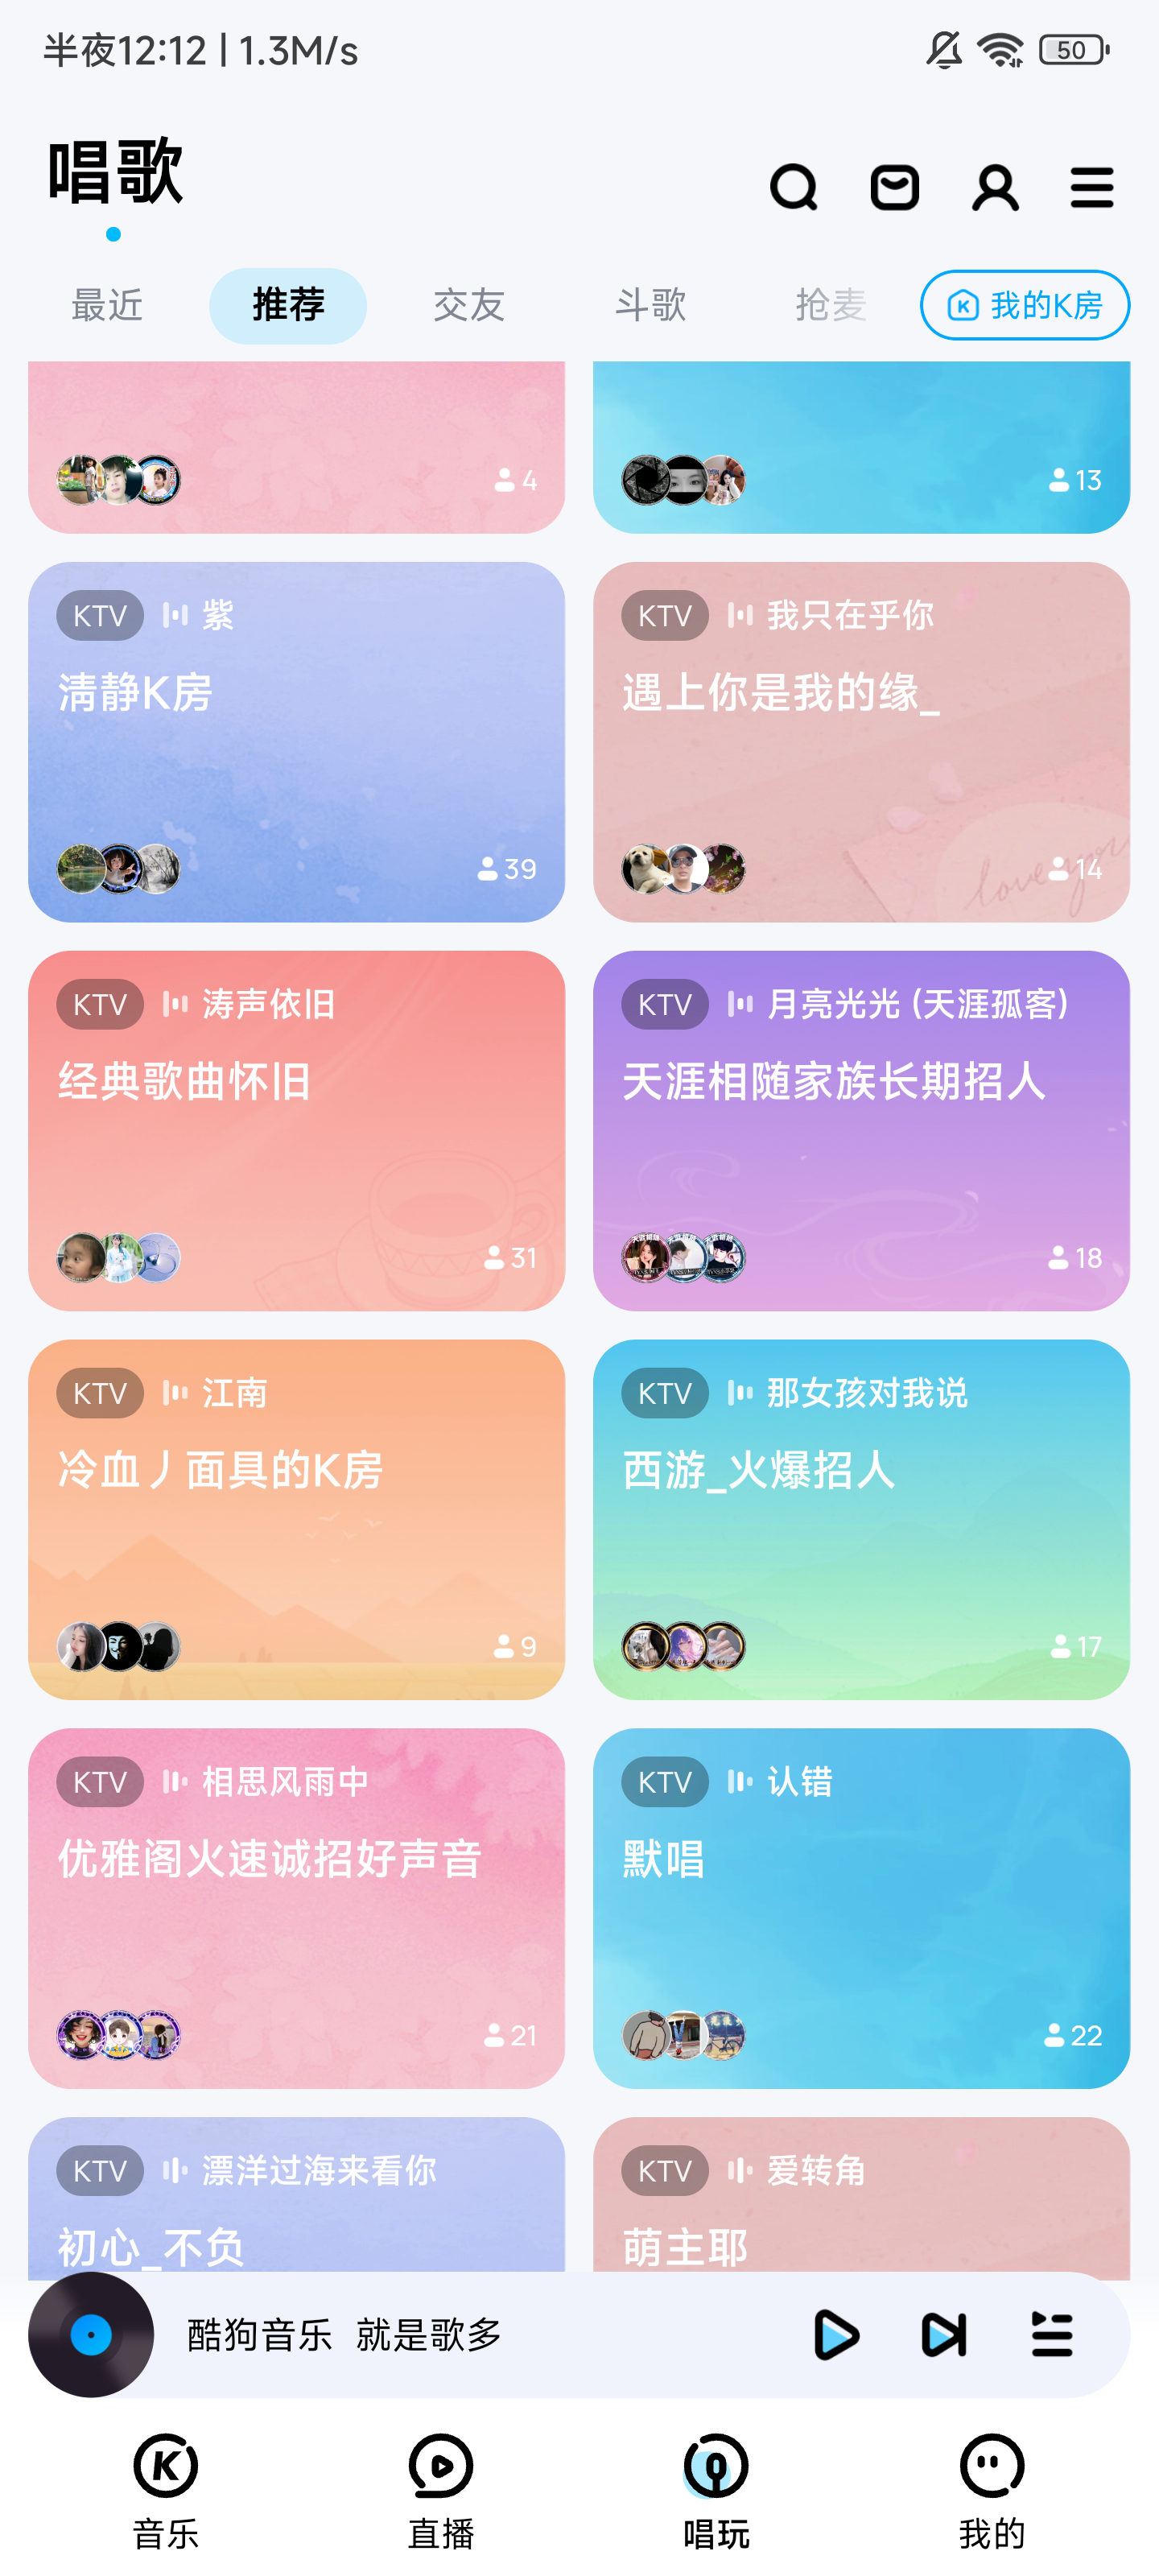 半夜12:12 | 1.3M/s
50
唱歌
最近
推荐
交友
斗歌
抢麦
我的K房
4
13
KTV 紫
清静K房
39
KTV 我只在乎你
遇上你是我的缘_
love you
14
KTV 涛声依旧
经典歌曲怀旧
31
KTV 月亮光光 (天涯孤客)
天涯相随家族长期招人
18
KTV 江南
冷血丿面具的K房
9
KTV 那女孩对我说
西游_火爆招人
17
KTV 相思风雨中
优雅阁火速诚招好声音
21
KTV 认错
默唱
22
KTV 漂洋过海来看你
初心_不负
KTV 爱转角
萌主耶
酷狗音乐 就是歌多
音乐
直播
唱玩
我的